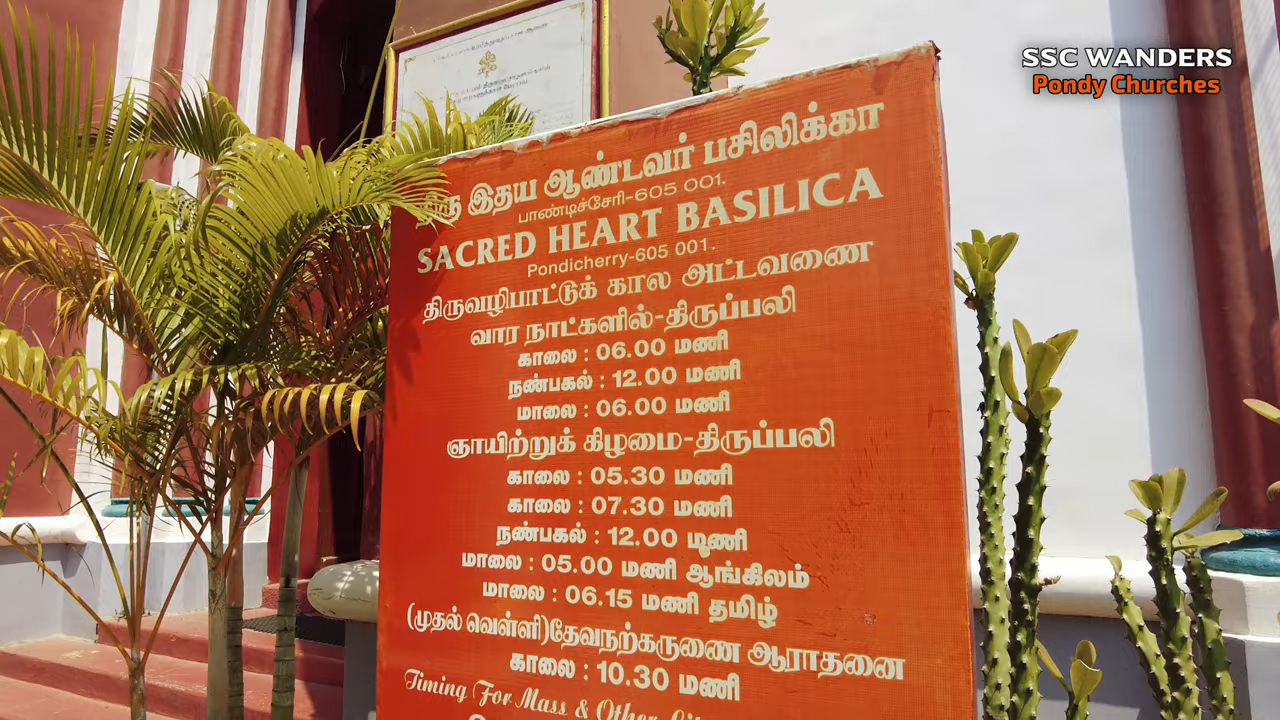 SSC WANDERS
Pondy Churches
திரு இதய ஆண்டவர் பசிலிக்கா
பாண்டிச்சேரி-605 001.
SACRED HEART BASILICA
Pondicherry-605 001.
திருவழிபாட்டுக் கால அட்டவணை
வார நாட்களில்-திருப்பலி
காலை : 06.00 மணி
நண்பகல் : 12.00 மணி
மாலை : 06.00 மணி
ஞாயிற்றுக் கிழமை-திருப்பலி
காலை : 05.30 மணி
காலை : 07.30 மணி
நண்பகல் : 12.00 மணி
மாலை : 05.00 மணி ஆங்கிலம்
மாலை : 06.15 மணி தமிழ்
(முதல் வெள்ளி)தேவநற்கருணை ஆராதனை
காலை : 10.30 மணி
Timing For Mass & Other